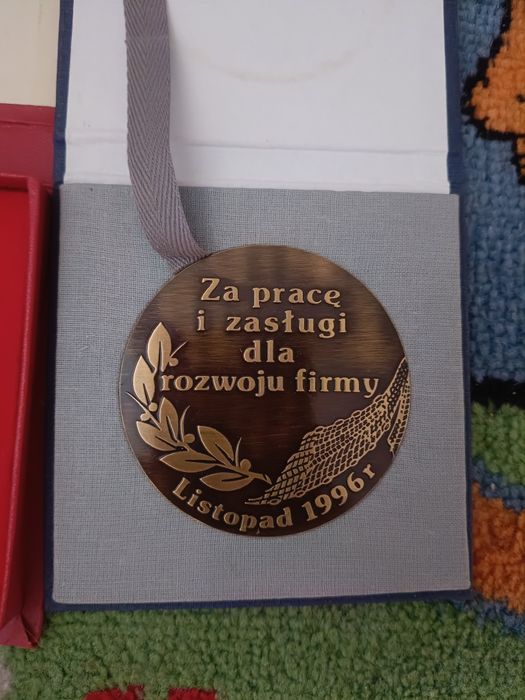 Za pracę
i zasługi
dla
rozwoju firmy
Listopad 1996 r